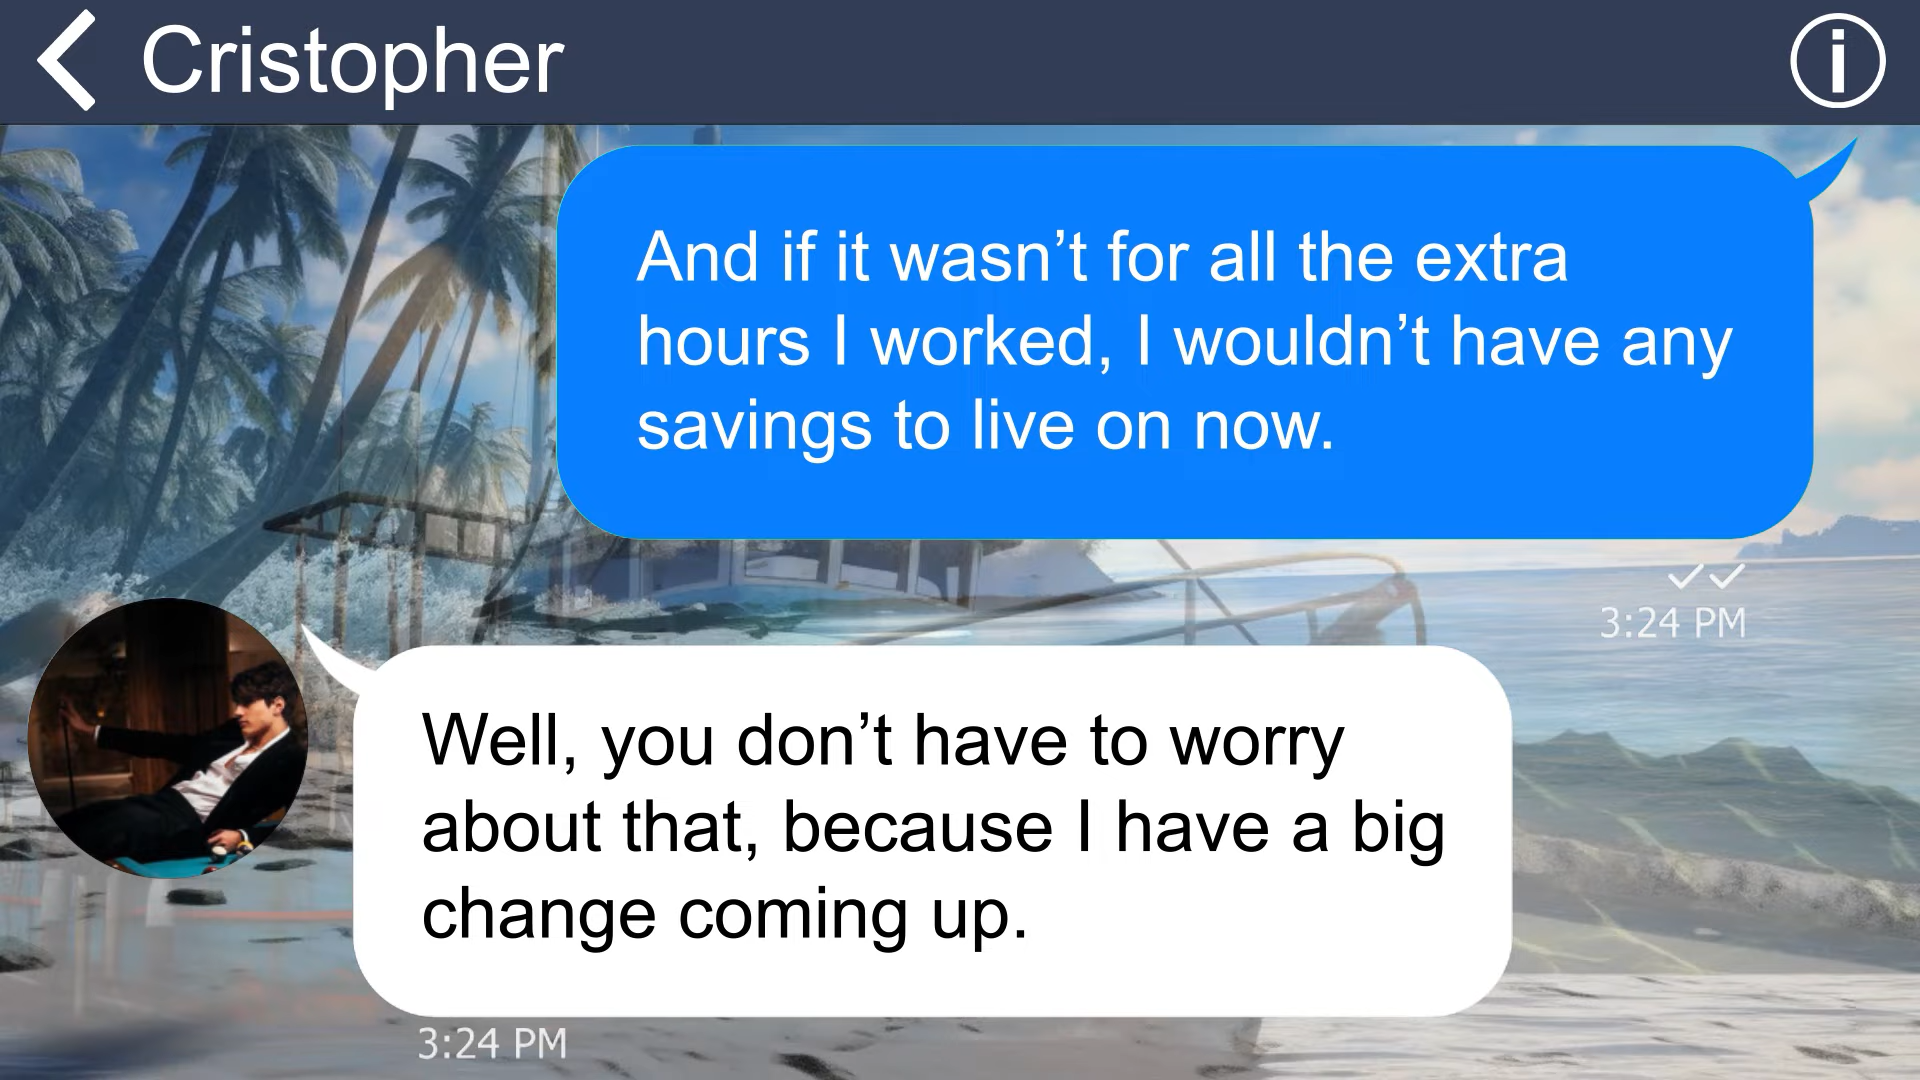 Cristopher
And if it wasn’t for all the extra
hours I worked, I wouldn’t have any
savings to live on now.
3:24 PM
Well, you don’t have to worry
about that, because I have a big
change coming up.
3:24 PM